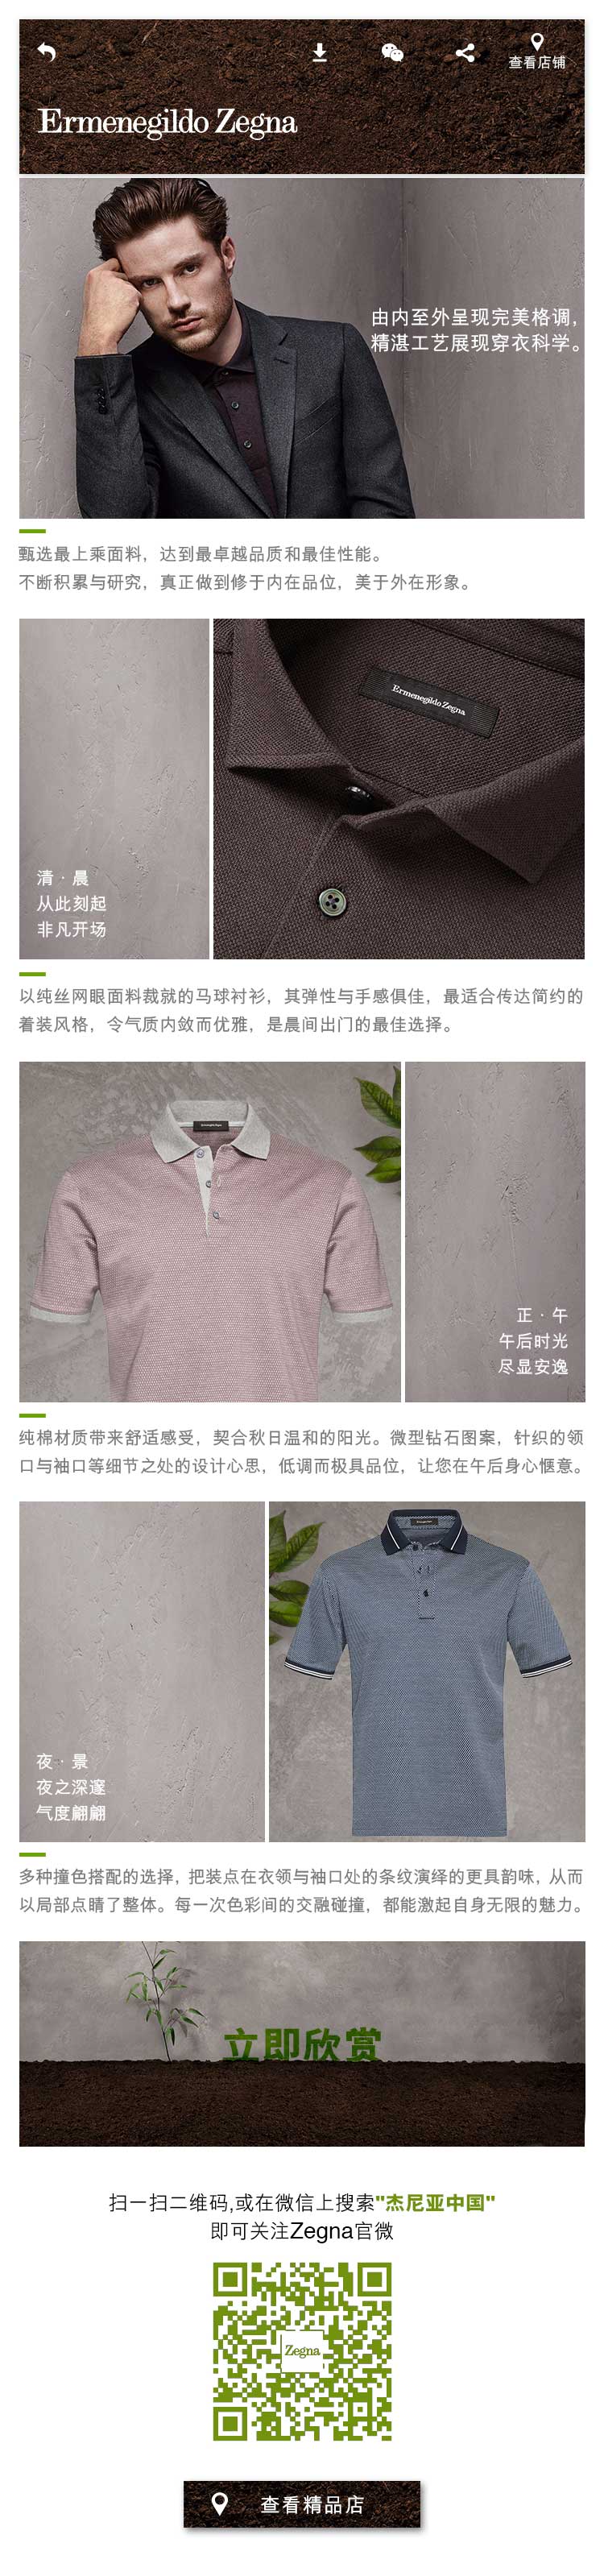 查看店铺
Ermenegildo Zegna
由内至外呈现完美格调，
精湛工艺展现穿衣科学。
甄选最上乘面料，达到最卓越品质和最佳性能。
不断积累与研究，真正做到修于内在品位，美于外在形象。
Ermenegildo Zegna
清·晨
从此刻起
非凡开场
以纯丝网眼面料裁就的马球衬衫，其弹性与手感俱佳，最适合传达简约的
着装风格，令气质内敛而优雅，是晨间出门的最佳选择。
正·午
午后时光
尽显安逸
纯棉材质带来舒适感受，契合秋日温和的阳光。微型钻石图案，针织的领
口与袖口等细节之处的设计心思，低调而极具品位，让您在午后身心惬意。
夜·景
夜之深邃
气度翩翩
多种撞色搭配的选择，把装点在衣领与袖口处的条纹演绎的更具韵味，从而
以局部点睛了整体。每一次色彩间的交融碰撞，都能激起自身无限的魅力。
立即欣赏
扫一扫二维码,或在微信上搜索"杰尼亚中国"
即可关注Zegna官微
Zegna
查看精品店